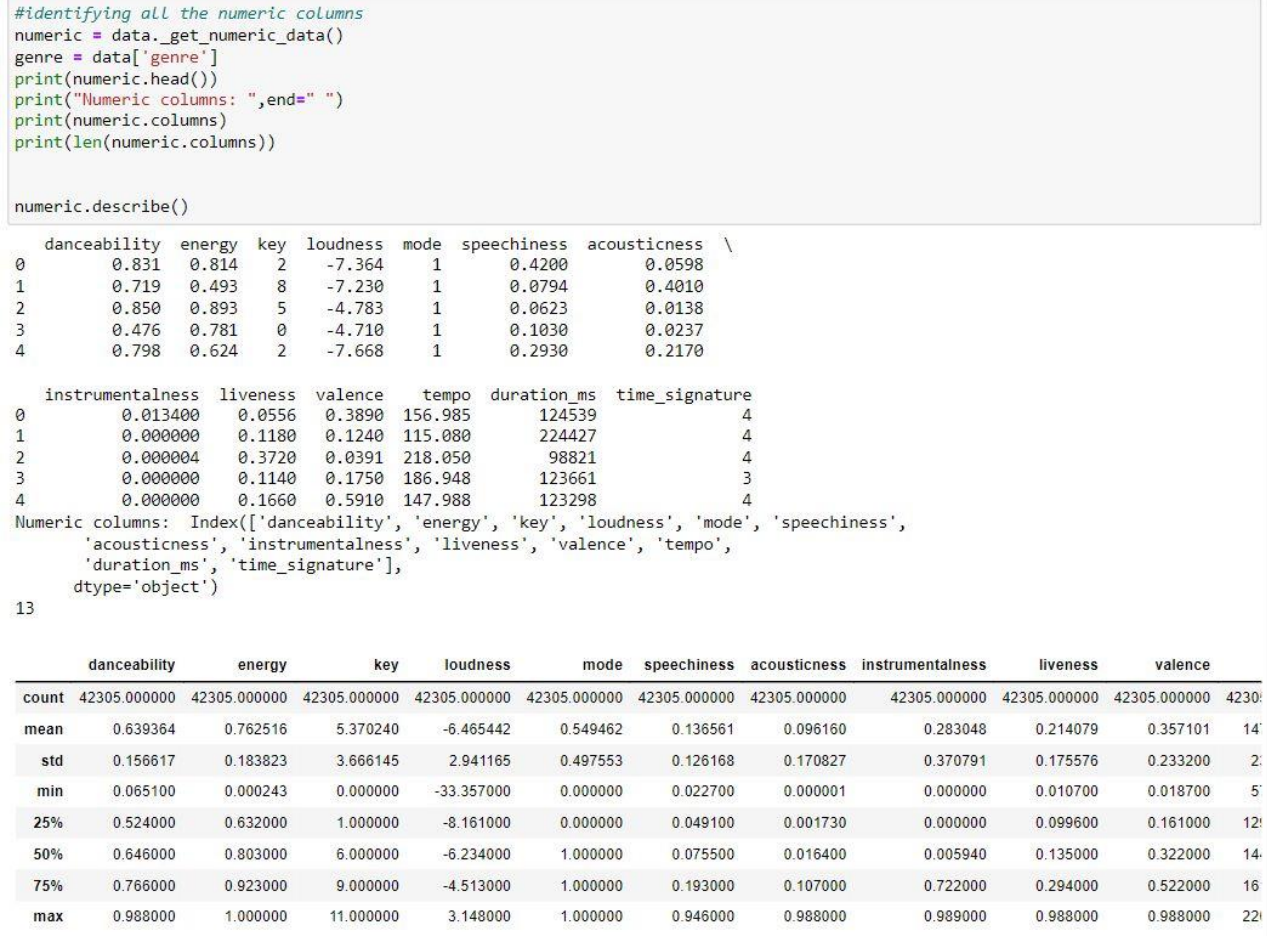 #identifying all the numeric columns
numeric = data._get_numeric_data()
genre = data['genre']
print(numeric.head())
print("Numeric columns: ",end=" ")
print(numeric.columns)
print(len(numeric.columns))
numeric.describe()
danceability energy key loudness mode speechiness acousticness \
0 0.831 0.814 2 -7.364 1 0.4200 0.0598
1 0.719 0.493 8 -7.230 1 0.0794 0.4010
2 0.850 0.893 5 -4.783 1 0.0623 0.0138
3 0.476 0.781 0 -4.710 1 0.1030 0.0237
4 0.798 0.624 2 -7.668 1 0.2930 0.2170
instrumentalness liveness valence tempo duration_ms time_signature
0 0.013400 0.0556 0.3890 156.985 124539 4
1 0.000000 0.1180 0.1240 115.080 224427 4
2 0.000004 0.3720 0.0391 218.050 98821 4
3 0.000000 0.1140 0.1750 186.948 123661 3
4 0.000000 0.1660 0.5910 147.988 123298 4
Numeric columns: Index(['danceability', 'energy', 'key', 'loudness', 'mode', 'speechiness',
'acousticness', 'instrumentalness', 'liveness', 'valence', 'tempo',
'duration_ms', 'time_signature'],
dtype='object')
13
danceability energy key loudness mode speechiness acousticness instrumentalness liveness valence
count 42305.000000 42305.000000 42305.000000 42305.000000 42305.000000 42305.000000 42305.000000 42305.000000 42305.000000 42305.000000
mean 0.639364 0.762516 5.370240 -6.465442 0.549462 0.136561 0.096160 0.283048 0.214079 0.357101
std 0.156617 0.183823 3.666145 2.941165 0.497553 0.126168 0.170827 0.370791 0.175576 0.233200
min 0.065100 0.000243 0.000000 -33.357000 0.000000 0.022700 0.000001 0.000000 0.010700 0.018700
25% 0.524000 0.632000 1.000000 -8.161000 0.000000 0.049100 0.001730 0.000000 0.099600 0.161000
50% 0.646000 0.803000 6.000000 -6.234000 1.000000 0.075500 0.016400 0.005940 0.135000 0.322000
75% 0.766000 0.923000 9.000000 -4.513000 1.000000 0.193000 0.107000 0.722000 0.294000 0.522000
max 0.988000 1.000000 11.000000 3.148000 1.000000 0.946000 0.988000 0.989000 0.988000 0.988000